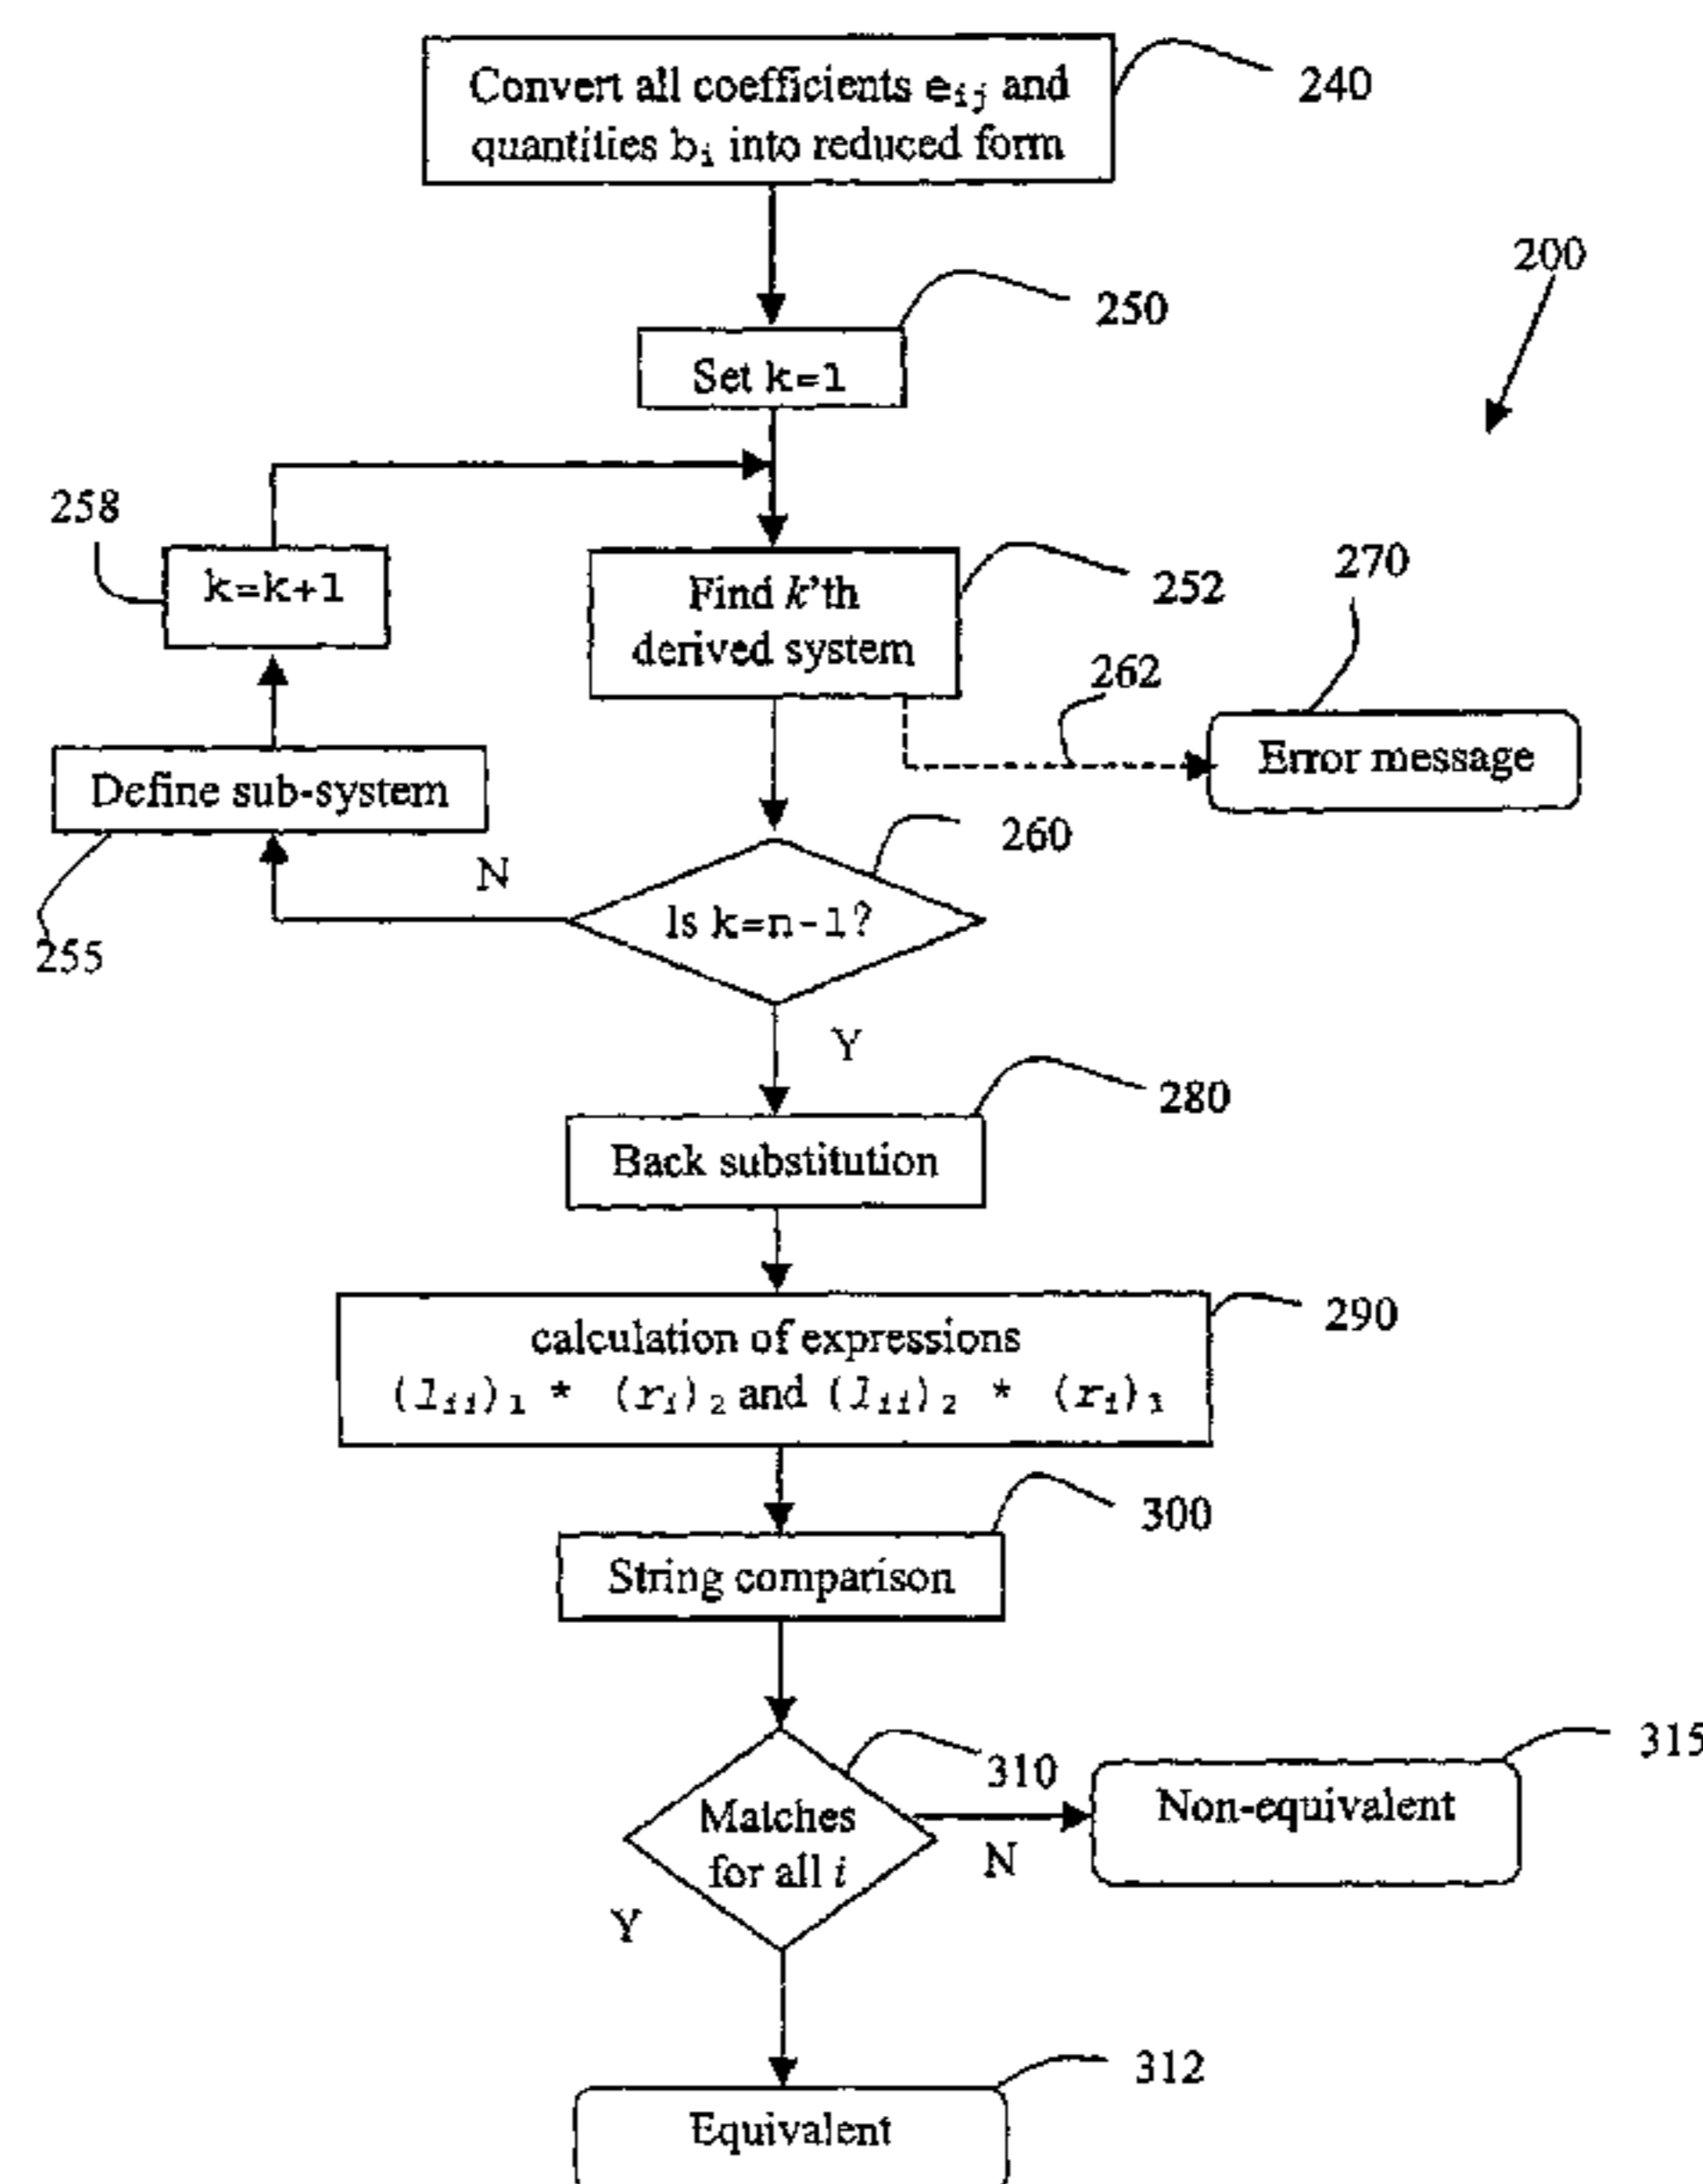 Convert all coefficients eᵢⱼ and
quantities bᵢ into reduced form
240
200
250
Set k=1
258
k=k+1
Find k'th
derived system
252
270
262
Error message
Define sub-system
260
N
Is k=n-1?
255
Y
280
Back substitution
290
calculation of expressions
(lᵢᵢ)₁ * (rᵢ)₂ and (lᵢᵢ)₂ * (rᵢ)₁
300
String comparison
315
310
Non-equivalent
Matches
for all i
N
Y
312
Equivalent